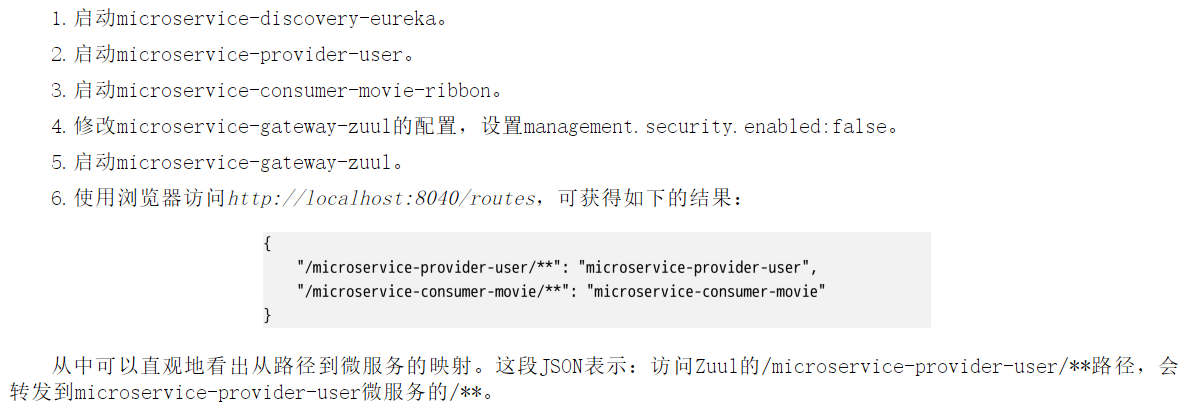 1. 启动microservice-discovery-eureka。
2. 启动microservice-provider-user。
3. 启动microservice-consumer-movie-ribbon。
4. 修改microservice-gateway-zuul的配置，设置management.security.enabled:false。
5. 启动microservice-gateway-zuul。
6. 使用浏览器访问http://localhost:8040/routes，可获得如下的结果：
{
    "/microservice-provider-user/**": "microservice-provider-user",
    "/microservice-consumer-movie/**": "microservice-consumer-movie"
}
从中可以直观地看出从路径到微服务的映射。这段JSON表示：访问Zuul的/microservice-provider-user/**路径，会
转发到microservice-provider-user微服务的/**。